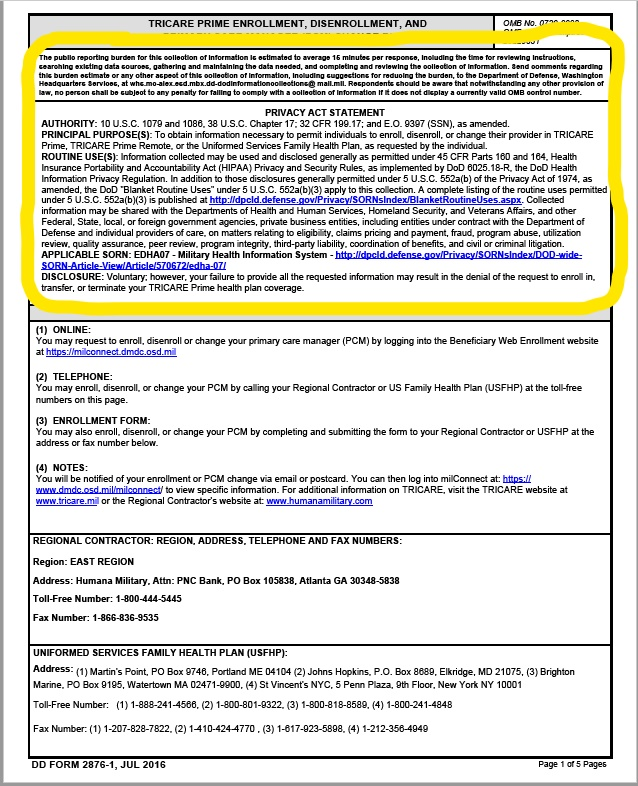 TRICARE PRIME ENROLLMENT, DISENROLLMENT, AND
OMB No.
The public reporting burden for this collection of information is estimated to average 15 minutes per response, including the time for reviewing instructions,
searching existing data sources, gathering and maintaining the data needed, and completing and reviewing the collection of information. Send comments regarding
this burden estimate or any other aspect of this collection of information, including suggestions for reducing the burden, to the Department of Defense, Washington
Headquarters Services, at whs.mc-alex.esd.mbx.dd-dodinformationcollections@mail.mil. Respondents should be aware that notwithstanding any other provision of
law, no person shall be subject to any penalty for failing to comply with a collection of information if it does not display a currently valid OMB control number.
PRIVACY ACT STATEMENT
AUTHORITY: 10 U.S.C. 1079 and 1086, 38 U.S.C. Chapter 17; 32 CFR 199.17; and E.O. 9397 (SSN), as amended.
PRINCIPAL PURPOSE(S): To obtain information necessary to permit individuals to enroll, disenroll, or change their provider in TRICARE
Prime, TRICARE Prime Remote, or the Uniformed Services Family Health Plan, as requested by the individual.
ROUTINE USE(S): Information collected may be used and disclosed generally as permitted under 45 CFR Parts 160 and 164, Health
Insurance Portability and Accountability Act (HIPAA) Privacy and Security Rules, as implemented by DoD 6025.18-R, the DoD Health
Information Privacy Regulation. In addition to those disclosures generally permitted under 5 U.S.C. 552a(b) of the Privacy Act of 1974, as
amended, the DoD "Blanket Routine Uses" under 5 U.S.C. 552a(b)(3) apply to this collection. A complete listing of the routine uses permitted
under 5 U.S.C. 552a(b)(3) is published at http://dpcld.defense.gov/Privacy/SORNsIndex/BlanketRoutineUses.aspx. Collected
information may be shared with the Departments of Health and Human Services, Homeland Security, and Veterans Affairs, and other
Federal, State, local, or foreign government agencies, private business entities, including entities under contract with the Department of
Defense and individual providers of care, on matters relating to eligibility, claims pricing and payment, fraud, program abuse, utilization
review, quality assurance, peer review, program integrity, third-party liability, coordination of benefits, and civil or criminal litigation.
APPLICABLE SORN: EDHA07 - Military Health Information System - http://dpcld.defense.gov/Privacy/SORNsIndex/DOD-wide-
SORN-Article-View/Article/570672/edha-07/
DISCLOSURE: Voluntary; however, your failure to provide all the requested information may result in the denial of the request to enroll in,
transfer, or terminate your TRICARE Prime health plan coverage.
(1) ONLINE:
You may request to enroll, disenroll or change your primary care manager (PCM) by logging into the Beneficiary Web Enrollment website
at https://milconnect.dmdc.osd.mil
(2) TELEPHONE:
You may enroll, disenroll, or change your PCM by calling your Regional Contractor or US Family Health Plan (USFHP) at the toll-free
numbers on this page.
(3) ENROLLMENT FORM:
You may also enroll, disenroll, or change your PCM by completing and submitting the form to your Regional Contractor or USFHP at the
address or fax number below.
(4) NOTES:
You will be notified of your enrollment or PCM change via email or postcard. You can then log into milConnect at: https://
www.dmdc.osd.mil/milconnect/ to view specific information. For additional information on TRICARE, visit the TRICARE website at
www.tricare.mil or the Regional Contractor's website at: www.humanamilitary.com
REGIONAL CONTRACTOR: REGION, ADDRESS, TELEPHONE AND FAX NUMBERS:
Region: EAST REGION
Address: Humana Military, Attn: PNC Bank, PO Box 105838, Atlanta GA 30348-5838
Toll-Free Number: 1-800-444-5445
Fax Number: 1-866-836-9535
UNIFORMED SERVICES FAMILY HEALTH PLAN (USFHP):
Address: (1) Martin's Point, PO Box 9746, Portland ME 04104 (2) Johns Hopkins, P.O. Box 8689, Elkridge, MD 21075, (3) Brighton
Marine, PO Box 9195, Watertown MA 02471-9900, (4) St Vincent's NYC, 5 Penn Plaza, 9th Floor, New York NY 10001
Toll-Free Number: (1) 1-888-241-4566, (2) 1-800-801-9322, (3) 1-800-818-8589, (4) 1-800-241-4848
Fax Number: (1) 1-207-828-7822, (2) 1-410-424-4770 , (3) 1-617-923-5898, (4) 1-212-356-4949
DD FORM 2876-1, JUL 2016
Page 1 of 5 Pages